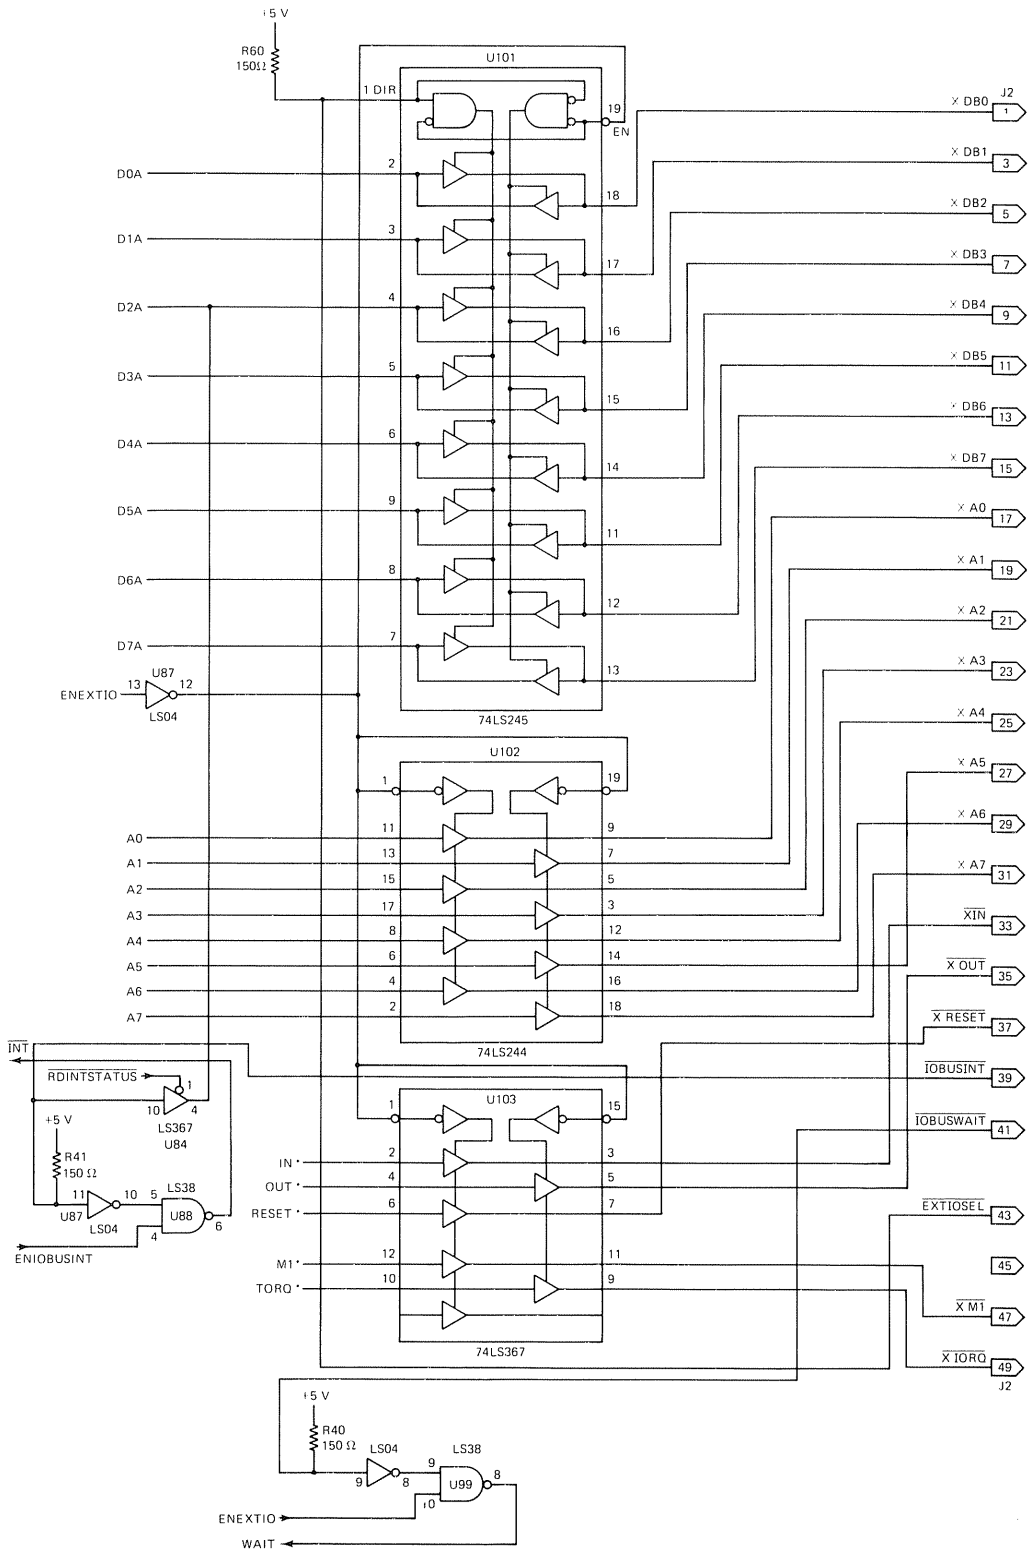 +5 V
R60
150Ω
U101
1 DIR
19
EN
X DB0
J2
1
D0A
2
18
X DB1
3
D1A
3
17
X DB2
5
D2A
4
16
X DB3
7
D3A
5
15
X DB4
9
D4A
6
14
X DB5
11
D5A
9
11
X DB6
13
D6A
8
12
X DB7
15
D7A
7
13
X A0
17
X A1
19
X A2
21
X A3
23
X A4
25
X A5
27
X A6
29
X A7
31
XIN
33
X OUT
35
X RESET
37
IOBUSINT
39
IOBUSWAIT
41
EXTIOSEL
43
45
X M1
47
X IORQ
49
J2
U87
ENEXTIO
13
12
LS04
74LS245
U102
1
19
A0
11
9
A1
13
7
A2
15
5
A3
17
3
A4
8
12
A5
6
14
A6
4
16
A7
2
18
74LS244
INT
RDINTSTATUS
1
10
4
LS367
U84
+5 V
R41
150 Ω
11
10
U87
LS04
LS38
5
U88
4
6
ENIOBUSINT
U103
1
15
IN*
2
3
OUT*
4
5
RESET*
6
7
M1*
12
11
TORQ*
10
9
74LS367
+5 V
R40
150 Ω
LS04
9
8
LS38
9
U99
10
8
ENEXTIO
WAIT